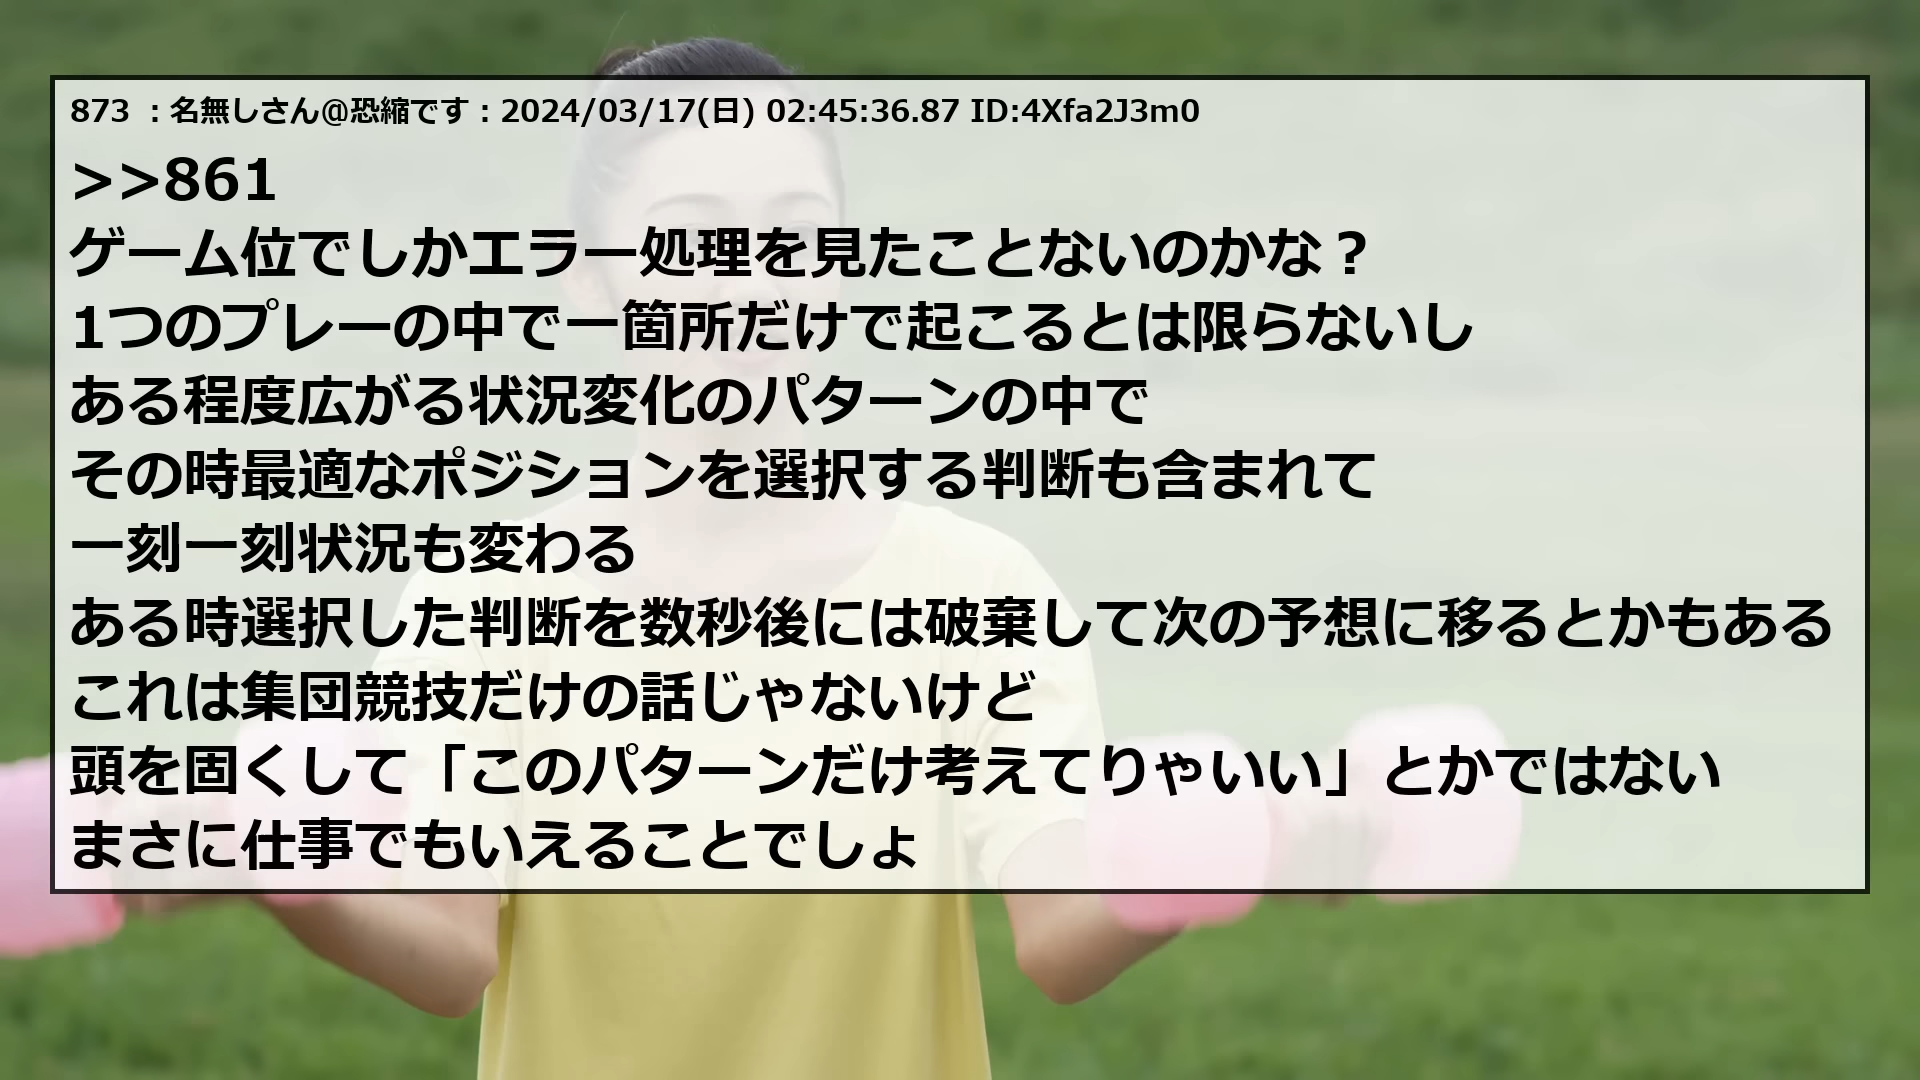 873 ：名無しさん@恐縮です：2024/03/17(日) 02:45:36.87 ID:4Xfa2J3m0
>>861
ゲーム位でしかエラー処理を見たことないのかな？
1つのプレーの中で一箇所だけで起こるとは限らないし
ある程度広がる状況変化のパターンの中で
その時最適なポジションを選択する判断も含まれて
一刻一刻状況も変わる
ある時選択した判断を数秒後には破棄して次の予想に移るとかもある
これは集団競技だけの話じゃないけど
頭を固くして「このパターンだけ考えてりゃいい」とかではない
まさに仕事でもいえることでしょ